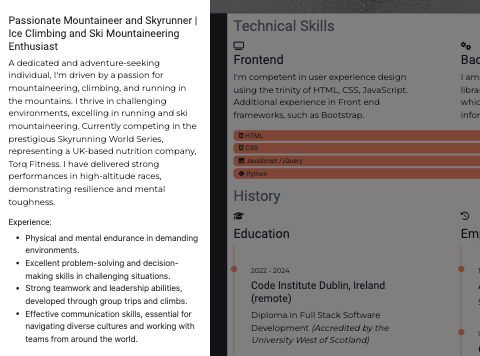 Passionate Mountaineer and Skyrunner |
Ice Climbing and Ski Mountaineering
Enthusiast
A dedicated and adventure-seeking
individual, I'm driven by a passion for
mountaineering, climbing, and running in
the mountains. I thrive in challenging
environments, excelling in running and ski
mountaineering. Currently competing in the
prestigious Skyrunning World Series,
representing a UK-based nutrition company,
Torq Fitness. I have delivered strong
performances in high-altitude races,
demonstrating resilience and mental
toughness.
Experience:
Physical and mental endurance in demanding
environments.
Excellent problem-solving and decision-
making skills in challenging situations.
Strong teamwork and leadership abilities,
developed through group trips and climbs.
Effective communication skills, essential for
navigating diverse cultures and working with
teams from around the world.
Technical Skills
Frontend
I'm competent in user experience design
using the trinity of HTML, CSS, JavaScript.
Additional experience in Front end
frameworks, such as Bootstrap.
HTML
CSS
JavaScript / jQuery
Python
Bac
I am
libra
which
infor
History
Education
2022 - 2024
Code Institute Dublin, Ireland
(remote)
Diploma in Full Stack Software
Development (Accredited by the
University West of Scotland)
Em